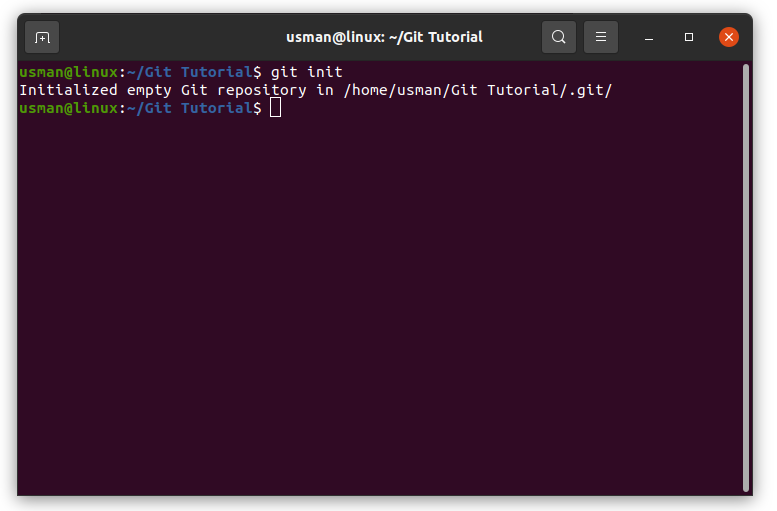 usman@linux: ~/Git Tutorial
usman@linux:~/Git Tutorial$ git init
Initialized empty Git repository in /home/usman/Git Tutorial/.git/
usman@linux:~/Git Tutorial$